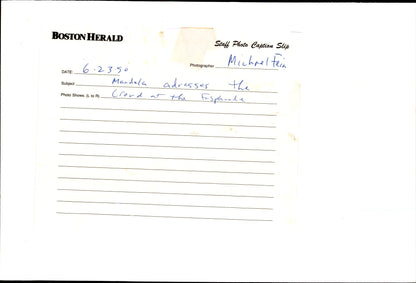 BOSTON HERALD
Staff Photo Caption Slip
Photographer Michael Fein
DATE: 6-23-90
Subject Mandela adresses the
Photo Shows: (L to R) Crowd at the Esplanade